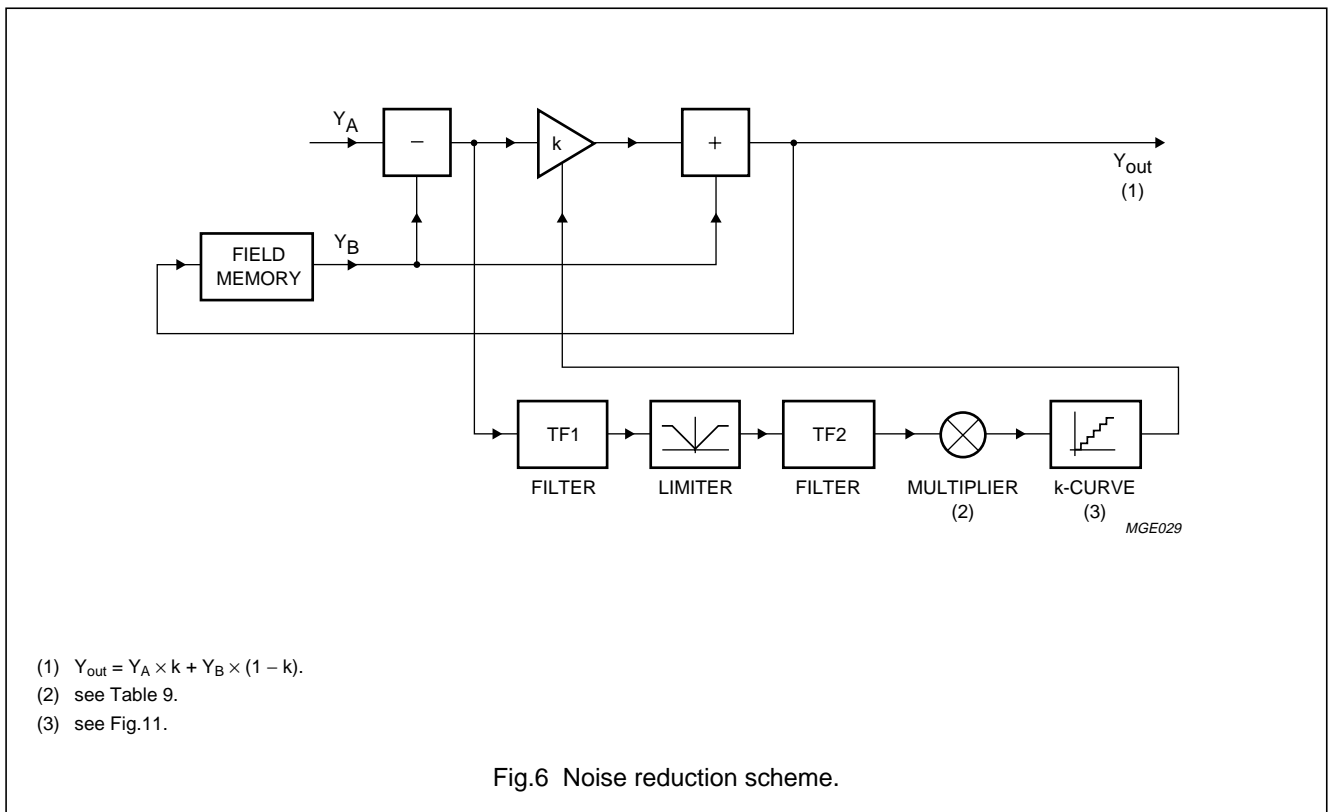 Y_A
−
k
+
Y_out
(1)
FIELD
MEMORY
Y_B
TF1
TF2
FILTER
LIMITER
FILTER
MULTIPLIER
(2)
k-CURVE
(3)
MGE029
(1) Y_out = Y_A × k + Y_B × (1 − k).
(2) see Table 9.
(3) see Fig.11.
Fig.6 Noise reduction scheme.